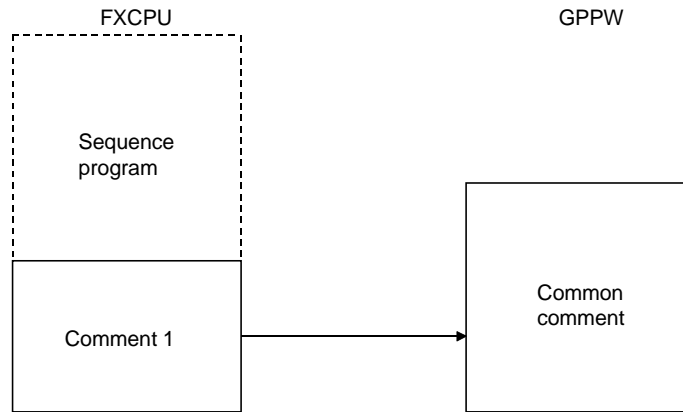 FXCPU
GPPW
Sequence
program
Common
comment
Comment 1